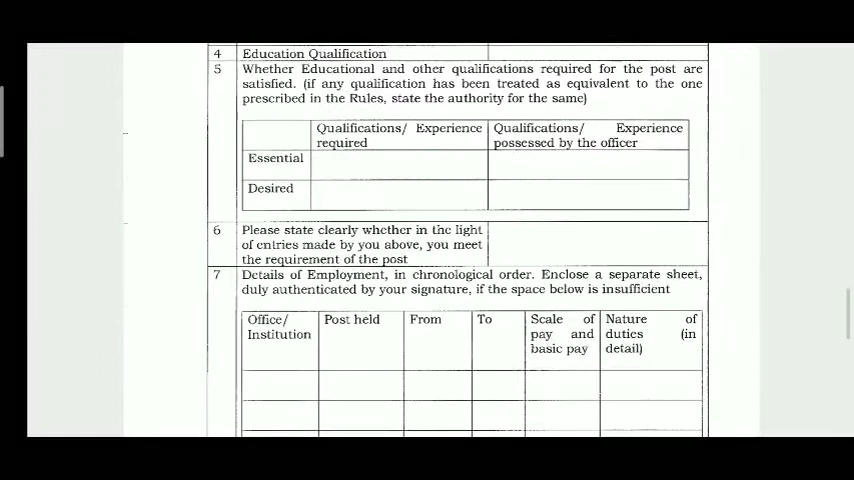 4 Education Qualification
5 Whether Educational and other qualifications required for the post are
satisfied. (if any qualification has been treated as equivalent to the one
prescribed in the Rules, state the authority for the same)
Qualifications/ Experience required
Qualifications/ Experience possessed by the officer
Essential
Desired
6 Please state clearly whether in the light
of entries made by you above, you meet
the requirement of the post
7 Details of Employment, in chronological order. Enclose a separate sheet,
duly authenticated by your signature, if the space below is insufficient
Office/ Post held From To Scale of Nature of
Institution pay and duties (in
basic pay detail)